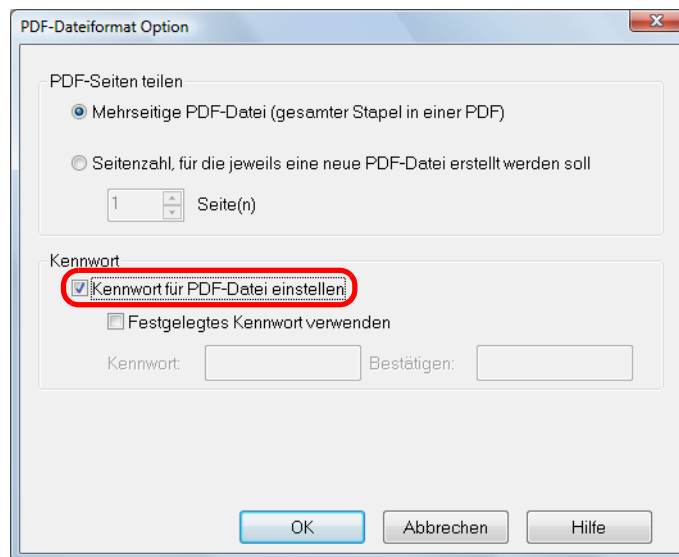 PDF-Dateiformat Option
PDF-Seiten teilen
Mehrseitige PDF-Datei (gesamter Stapel in einer PDF)
Seitenzahl, für die jeweils eine neue PDF-Datei erstellt werden soll
1 Seite(n)
Kennwort
Kennwort für PDF-Datei einstellen
Festgelegtes Kennwort verwenden
Kennwort: Bestätigen:
OK Abbrechen Hilfe